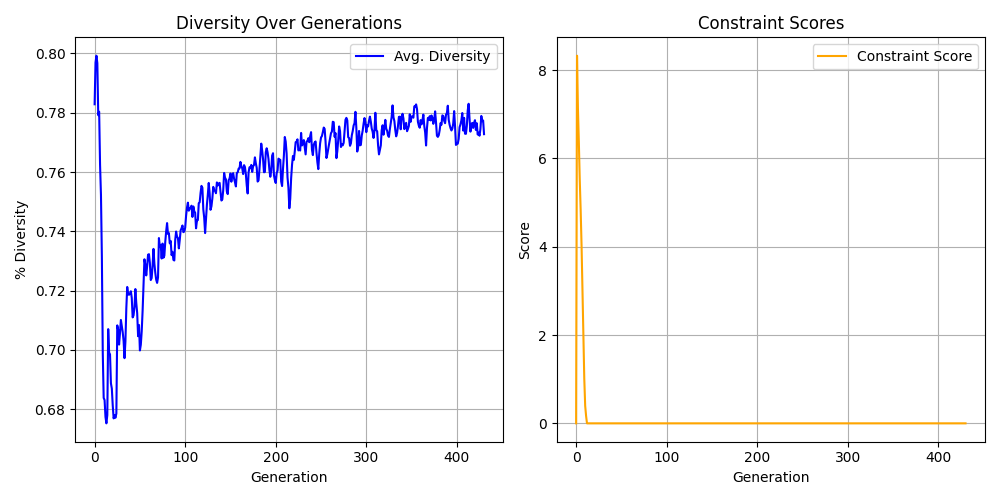 Diversity Over Generations
Avg. Diversity
% Diversity
0.80
0.78
0.76
0.74
0.72
0.70
0.68
0 100 200 300 400
Generation
Constraint Scores
Constraint Score
Score
8
6
4
2
0
0 100 200 300 400
Generation